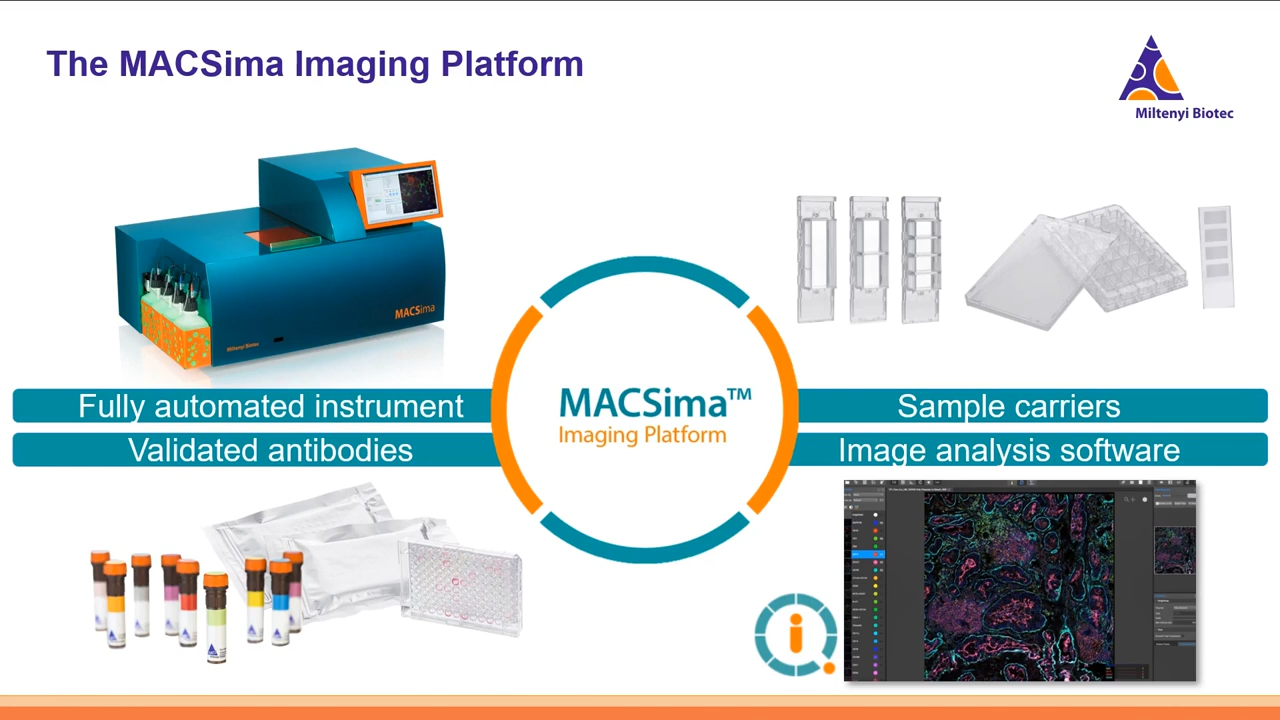 The MACSima Imaging Platform
Miltenyi Biotec
MACSima
Miltenyi Biotec
Fully automated instrument
Validated antibodies
MACSima™
Imaging Platform
Sample carriers
Image analysis software